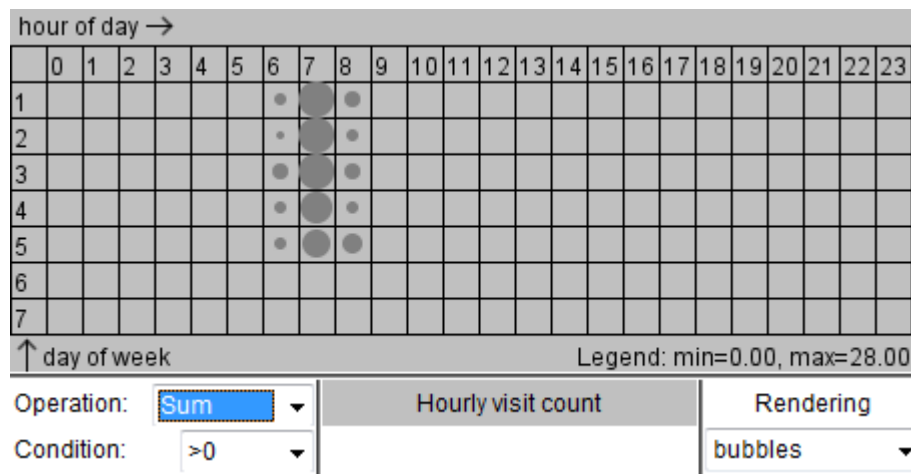 hour of day →
0 1 2 3 4 5 6 7 8 9 10 11 12 13 14 15 16 17 18 19 20 21 22 23
1
2
3
4
5
6
7
↑ day of week Legend: min=0.00, max=28.00
Operation: Sum Hourly visit count Rendering
Condition: >0 bubbles